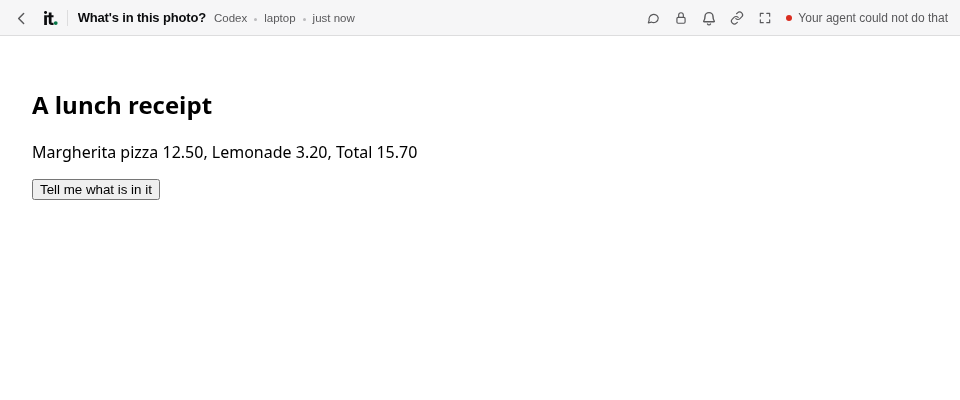 it. What's in this photo? Codex • laptop • just now Your agent could not do that
A lunch receipt
Margherita pizza 12.50, Lemonade 3.20, Total 15.70
Tell me what is in it